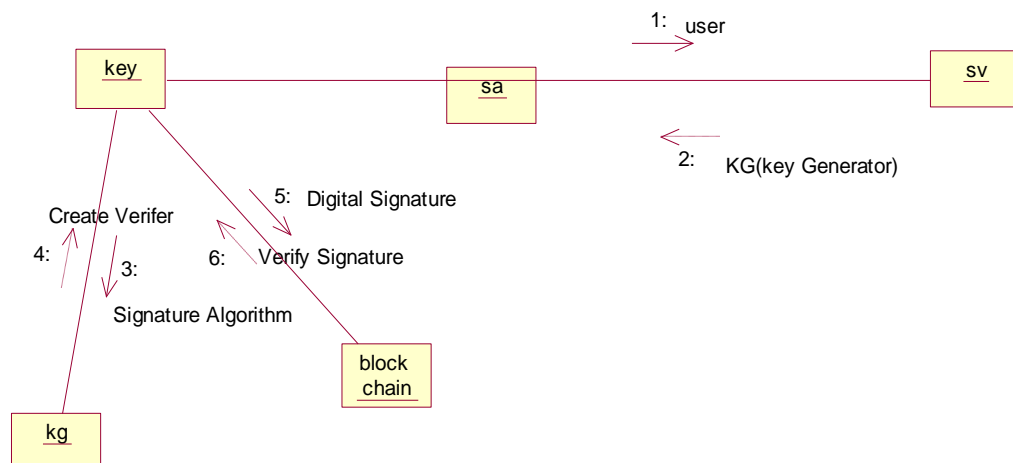 1: user
key
sa
sv
2: KG(key Generator)
5: Digital Signature
Create Verifer
4:
6: Verify Signature
3:
Signature Algorithm
block
chain
kg